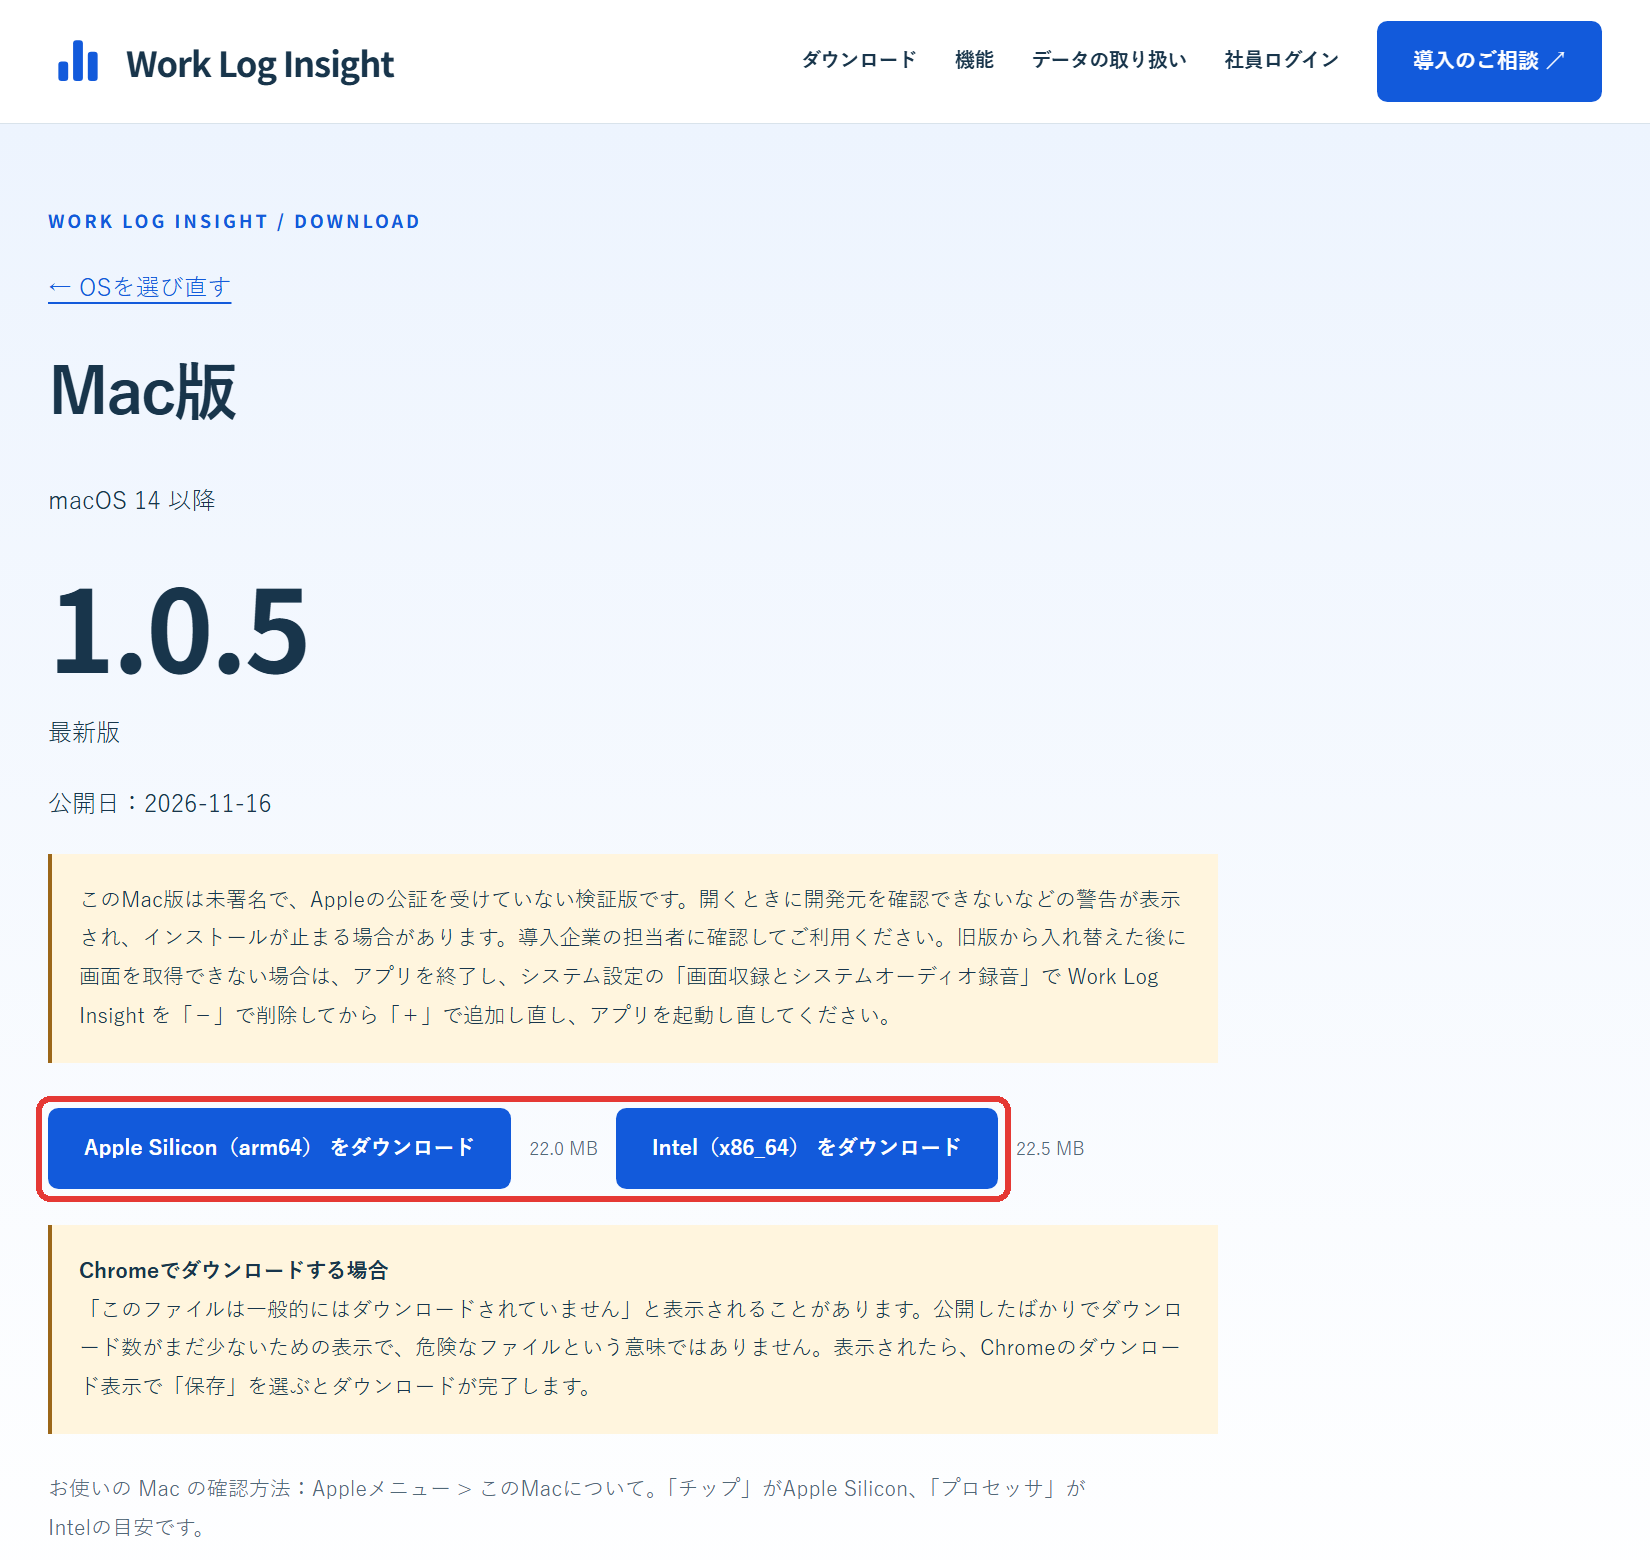 Work Log Insight
ダウンロード 機能 データの取り扱い 社員ログイン 導入のご相談 ↗
WORK LOG INSIGHT / DOWNLOAD
← OSを選び直す
Mac版
macOS 14 以降
1.0.5
最新版
公開日：2026-11-16
このMac版は未署名で、Appleの公証を受けていない検証版です。開くときに開発元を確認できないなどの警告が表示
され、インストールが止まる場合があります。導入企業の担当者に確認してご利用ください。旧版から入れ替えた後に
画面を取得できない場合は、アプリを終了し、システム設定の「画面収録とシステムオーディオ録音」で Work Log
Insight を「−」で削除してから「＋」で追加し直し、アプリを起動し直してください。
Apple Silicon（arm64） をダウンロード 22.0 MB Intel（x86_64） をダウンロード 22.5 MB
Chromeでダウンロードする場合
「このファイルは一般的にはダウンロードされていません」と表示されることがあります。公開したばかりでダウンロ
ード数がまだ少ないための表示で、危険なファイルという意味ではありません。表示されたら、Chromeのダウンロー
ド表示で「保存」を選ぶとダウンロードが完了します。
お使いの Mac の確認方法：Appleメニュー > このMacについて。「チップ」がApple Silicon、「プロセッサ」が
Intelの目安です。